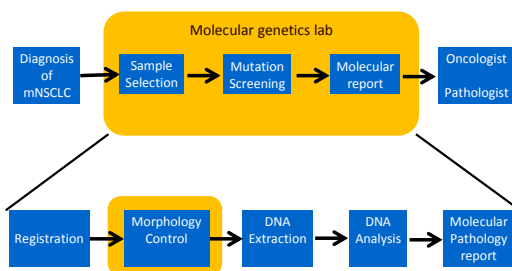 Molecular genetics lab
Diagnosis
of
mNSCLC
Sample
Selection
Mutation
Screening
Molecular
report
Oncologist
Pathologist
Registration
Morphology
Control
DNA
Extraction
DNA
Analysis
Molecular
Pathology
report